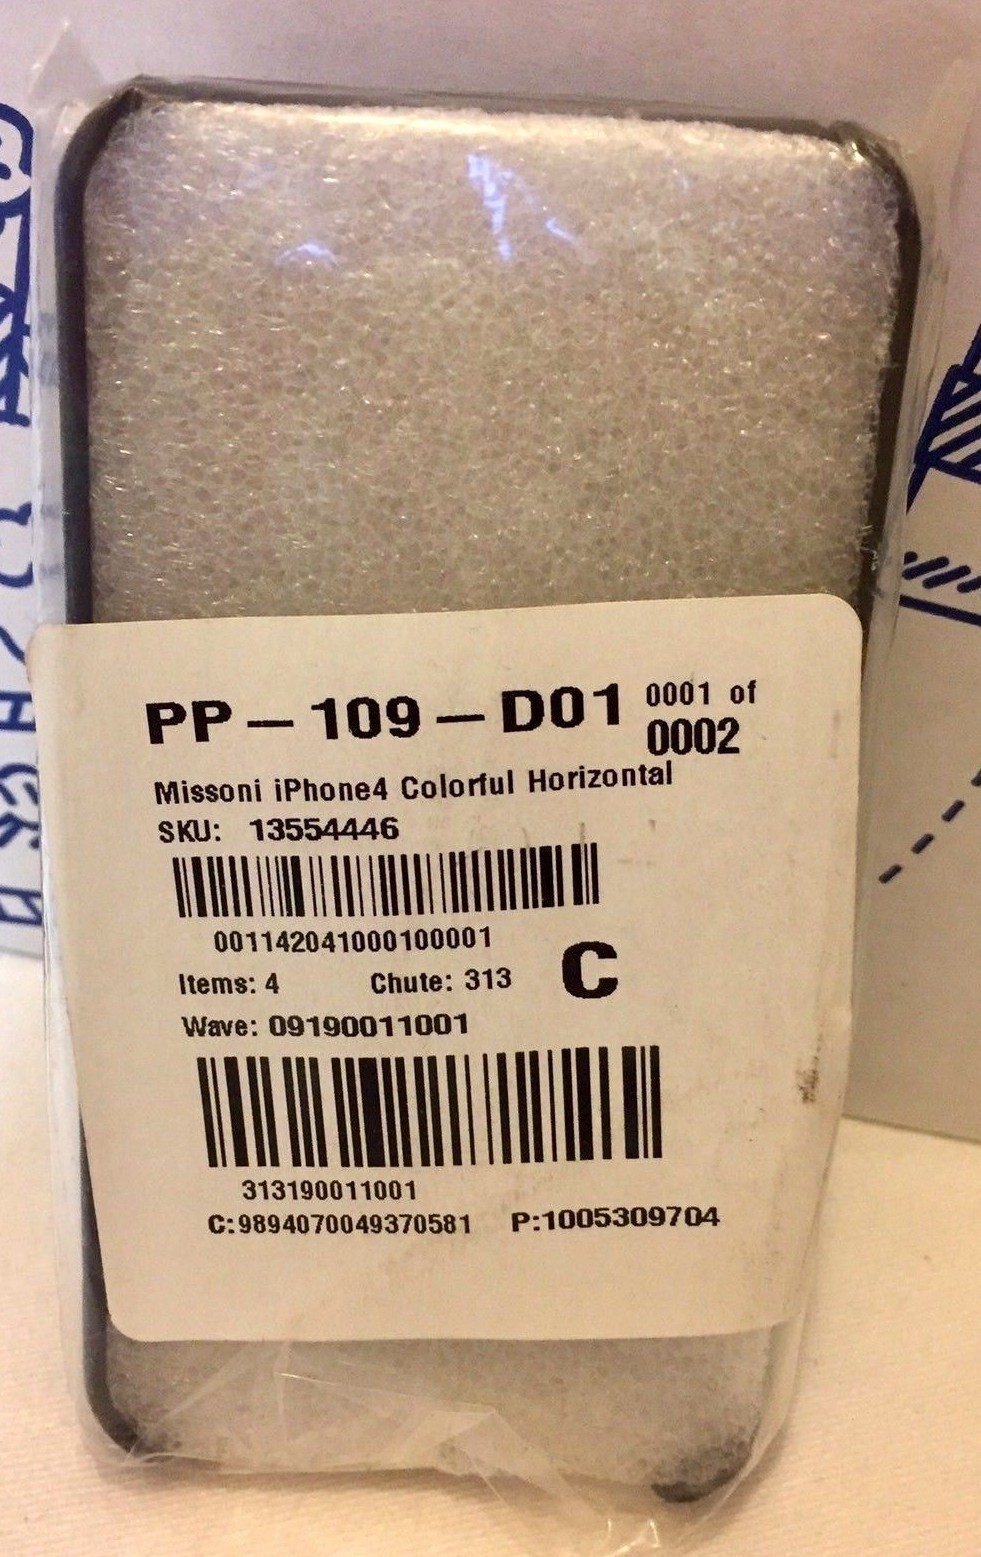 PP – 109 – D01 0001 of
0002
Missoni iPhone4 Colorful Horizontal
SKU: 13554446
001142041000100001
Items: 4 Chute: 313 C
Wave: 09190011001
313190011001
C:9894070049370581 P:1005309704